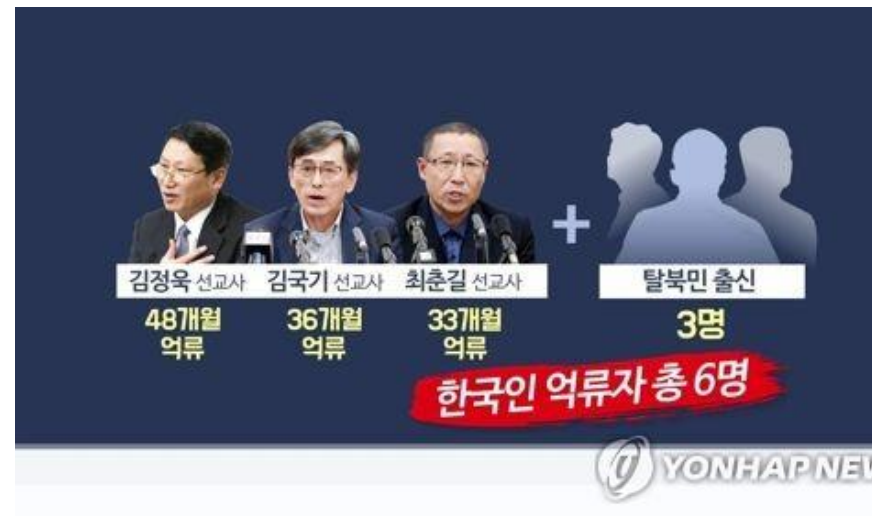 김정욱 선교사 김국기 선교사 최춘길 선교사 탈북민 출신
48개월 36개월 33개월 3명
억류 억류 억류
한국인 억류자 총 6명
YONHAP NEW